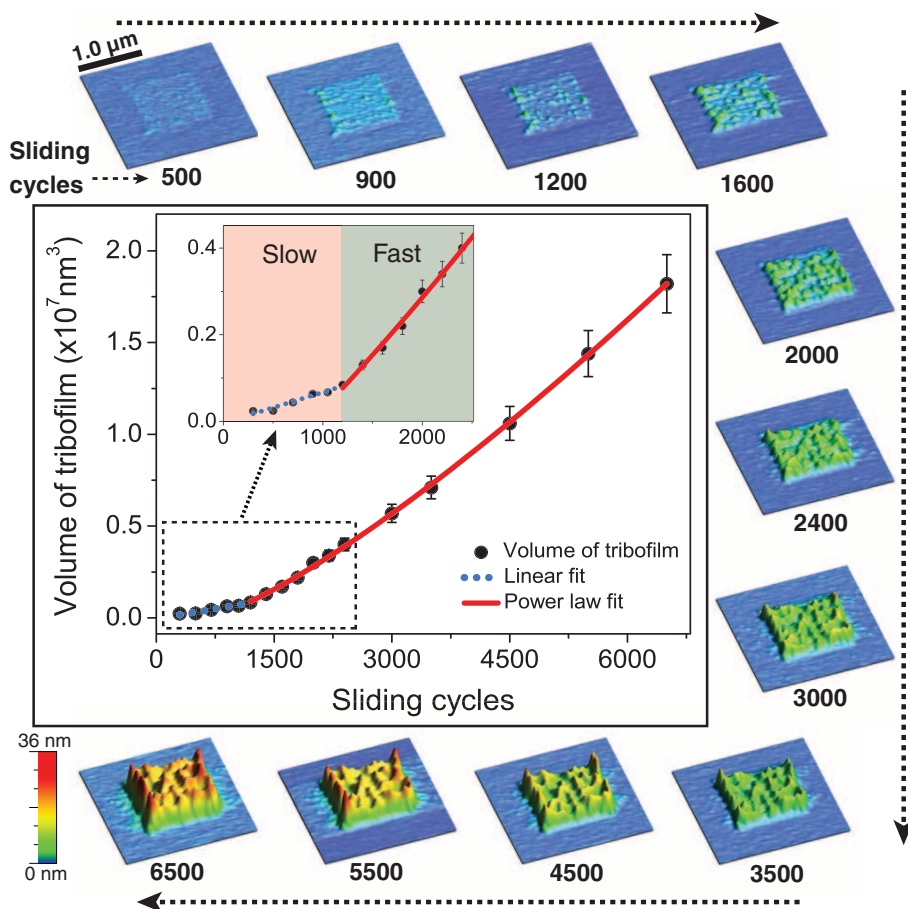 1.0 µm
Sliding
cycles
500
900
1200
1600
2000
2400
3000
3500
4500
5500
6500
Volume of tribofilm (x10⁷nm³)
2.0
1.5
1.0
0.5
0.0
0
1500
3000
4500
6000
Sliding cycles
Slow
Fast
0.4
0.2
0.0
0
1000
2000
Volume of tribofilm
Linear fit
Power law fit
36 nm
0 nm